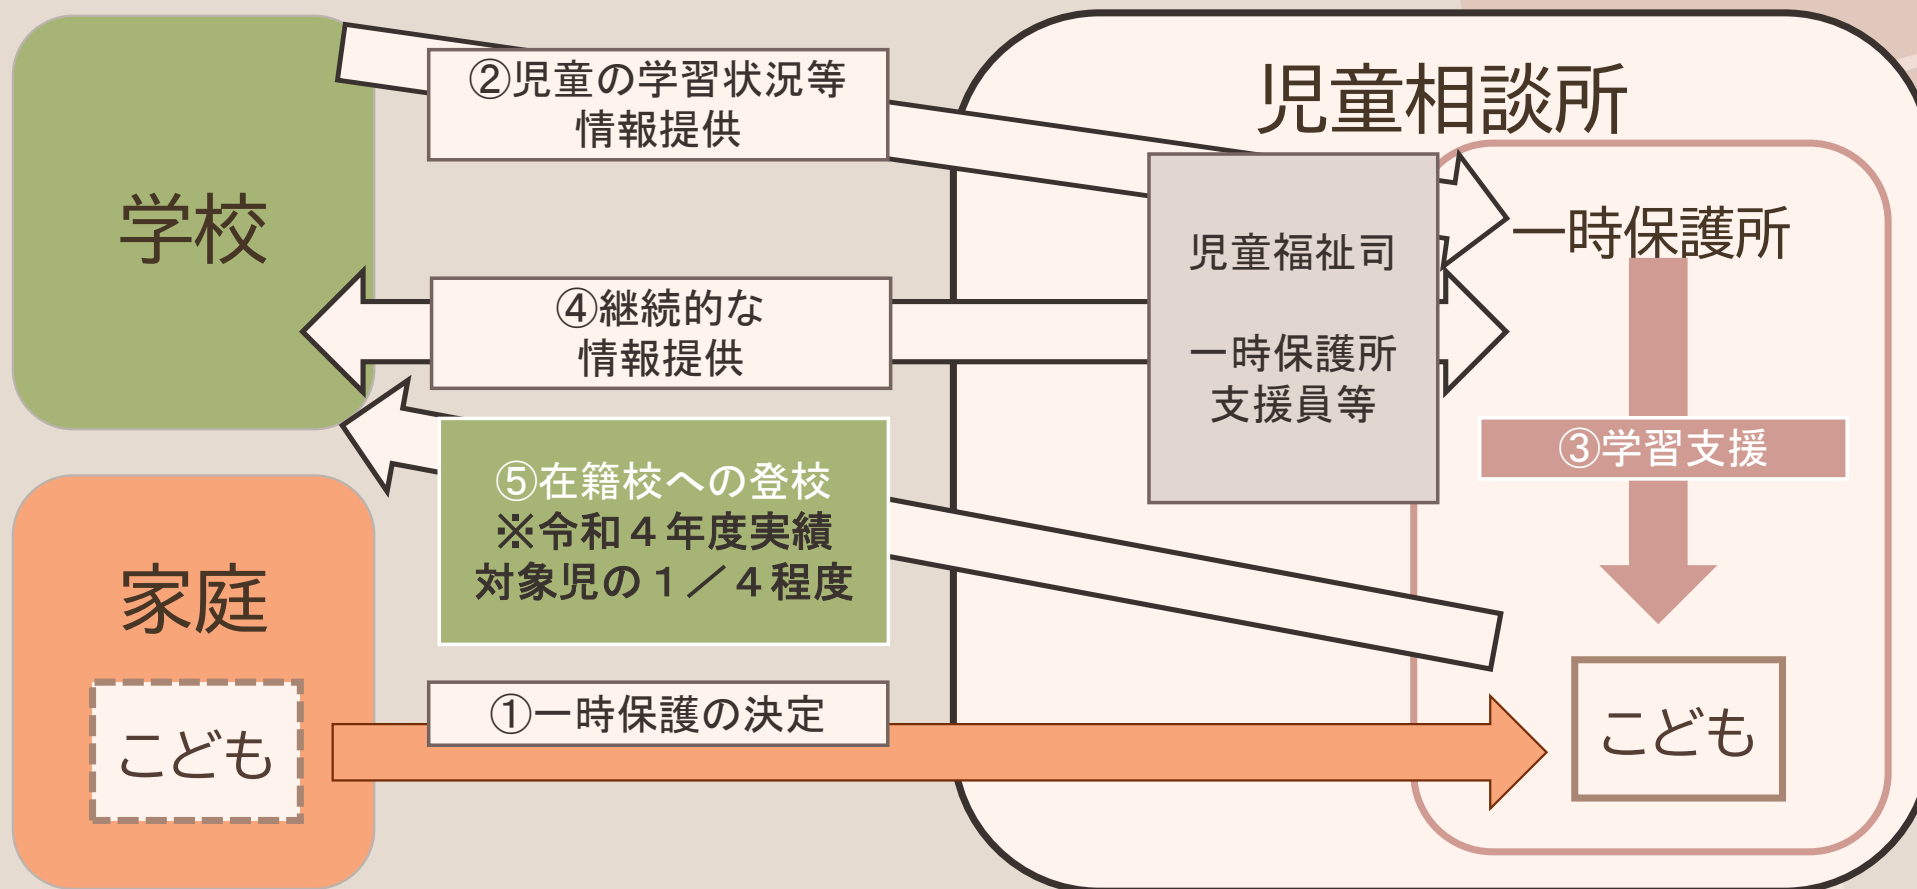 児童相談所
学校
②児童の学習状況等
情報提供
児童福祉司
一時保護所
支援員等
一時保護所
④継続的な
情報提供
③学習支援
⑤在籍校への登校
※令和４年度実績
対象児の１／４程度
家庭
こども
①一時保護の決定
こども